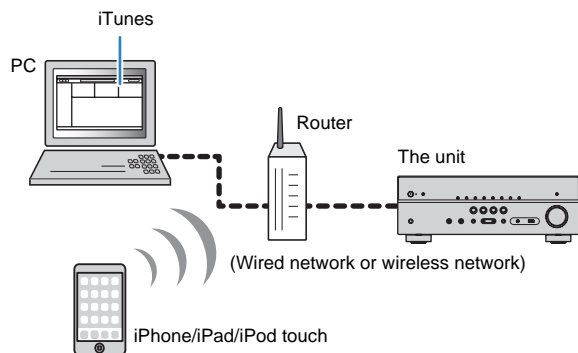 iTunes
PC
Router
The unit
(Wired network or wireless network)
iPhone/iPad/iPod touch